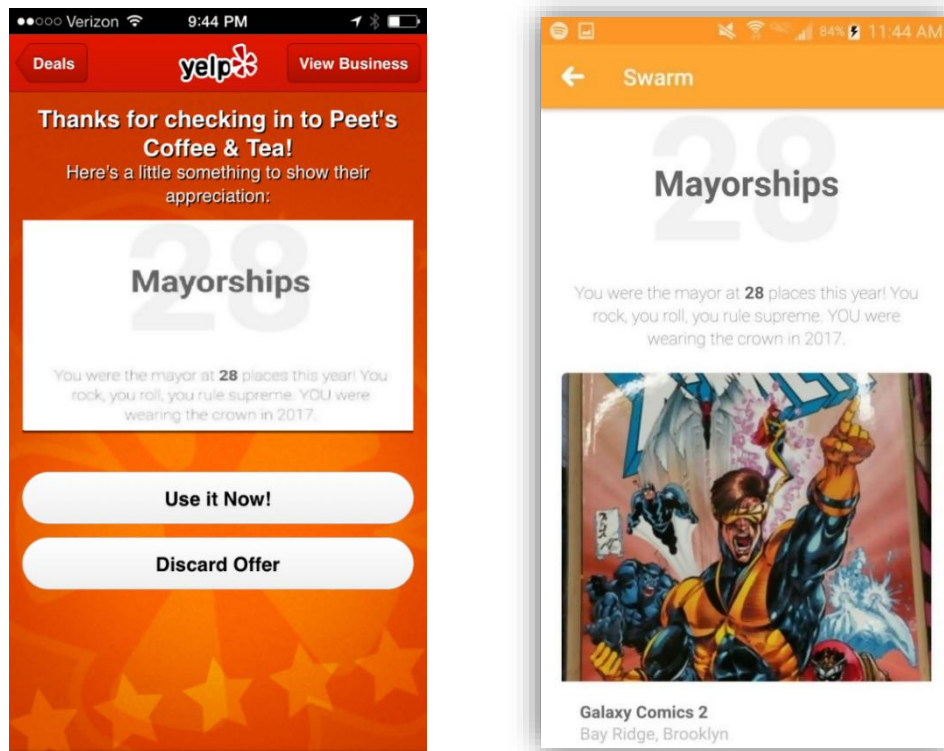 Verizon 9:44 PM
Deals
yelp
View Business
Thanks for checking in to Peet's
Coffee & Tea!
Here's a little something to show their
appreciation:
28
Mayorships
You were the mayor at 28 places this year! You
rock, you roll, you rule supreme. YOU were
wearing the crown in 2017.
Use it Now!
Discard Offer
84% 11:44 AM
Swarm
28
Mayorships
You were the mayor at 28 places this year! You
rock, you roll, you rule supreme. YOU were
wearing the crown in 2017.
Galaxy Comics 2
Bay Ridge, Brooklyn